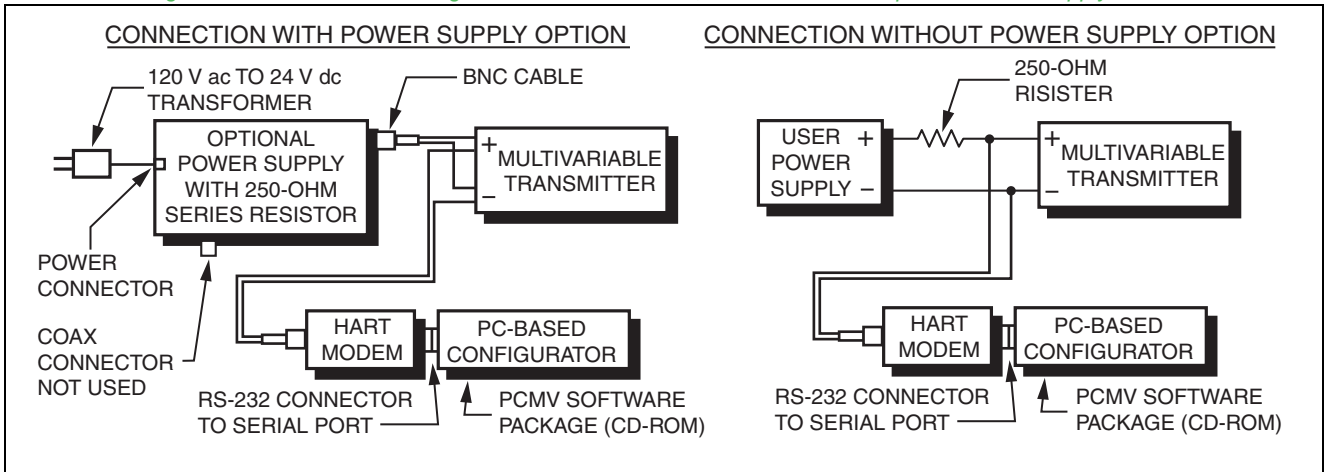 CONNECTION WITH POWER SUPPLY OPTION
120 V ac TO 24 V dc
TRANSFORMER
BNC CABLE
OPTIONAL
POWER SUPPLY
WITH 250-OHM
SERIES RESISTOR
+
−
MULTIVARIABLE
TRANSMITTER
POWER
CONNECTOR
COAX
CONNECTOR
NOT USED
HART
MODEM
PC-BASED
CONFIGURATOR
RS-232 CONNECTOR
TO SERIAL PORT
PCMV SOFTWARE
PACKAGE (CD-ROM)
CONNECTION WITHOUT POWER SUPPLY OPTION
250-OHM
RISISTER
USER +
POWER
SUPPLY −
+
−
MULTIVARIABLE
TRANSMITTER
HART
MODEM
PC-BASED
CONFIGURATOR
RS-232 CONNECTOR
TO SERIAL PORT
PCMV SOFTWARE
PACKAGE (CD-ROM)